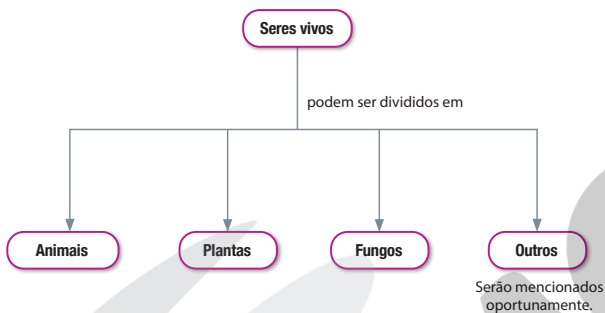 Seres vivos
podem ser divididos em
Animais
Plantas
Fungos
Outros
Serão mencionados
oportunamente.